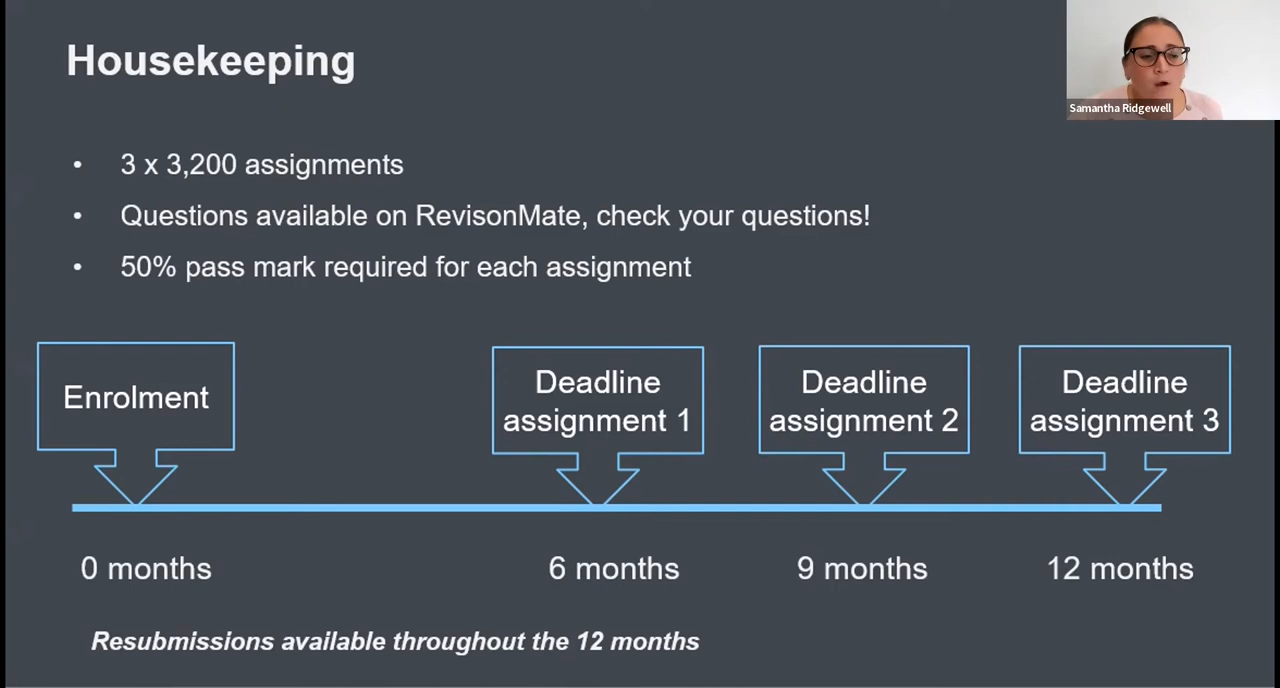 Housekeeping
Samantha Ridgewell
• 3 x 3,200 assignments
• Questions available on RevisonMate, check your questions!
• 50% pass mark required for each assignment
Enrolment
Deadline
assignment 1
Deadline
assignment 2
Deadline
assignment 3
0 months
6 months
9 months
12 months
Resubmissions available throughout the 12 months